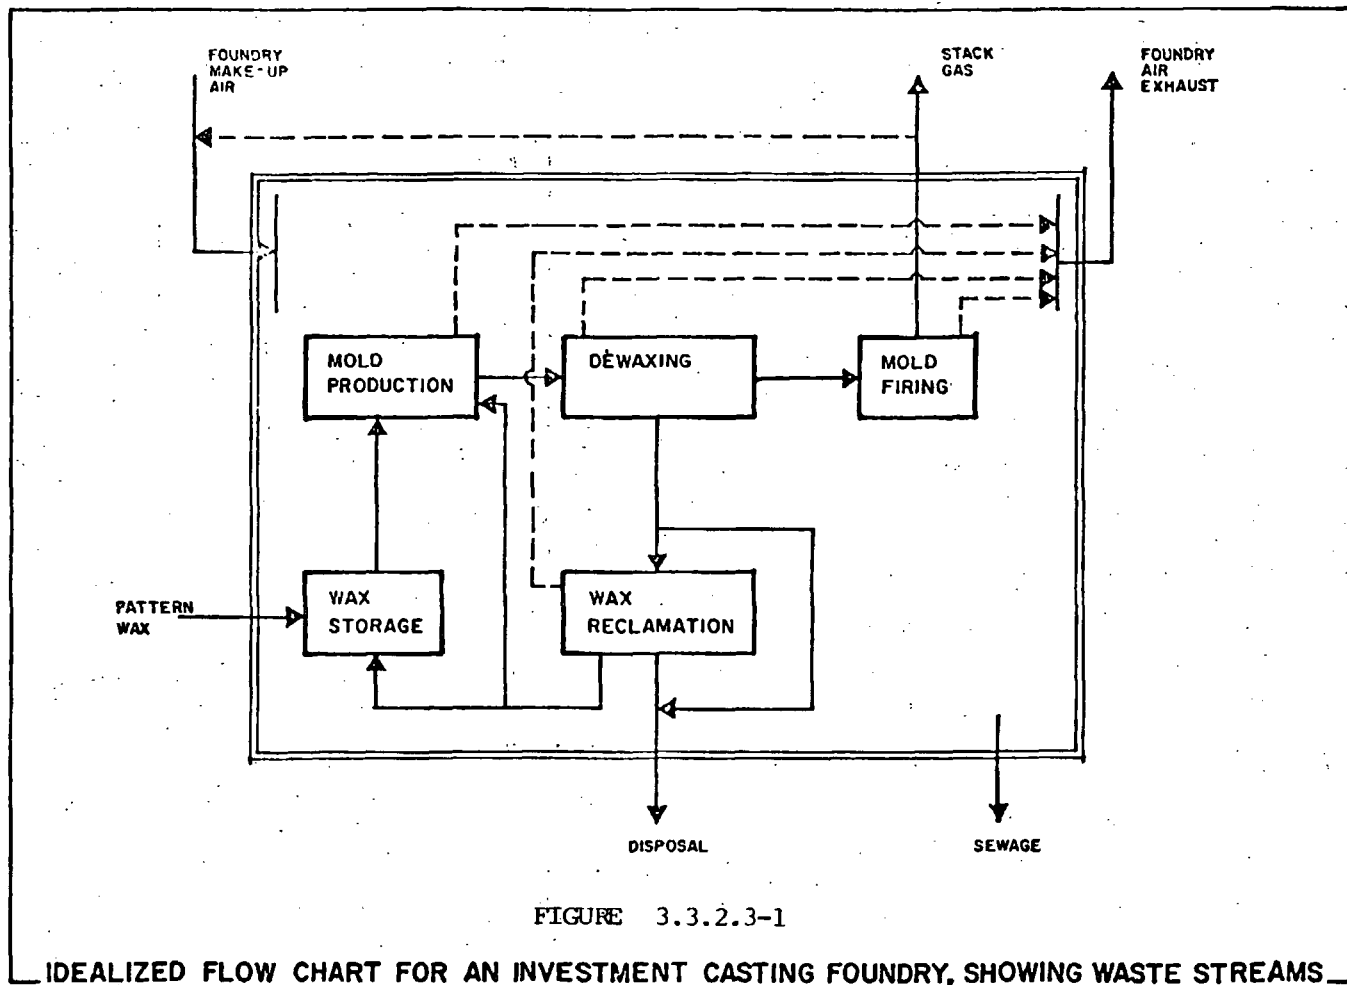 FOUNDRY
MAKE-UP
AIR
STACK
GAS
FOUNDRY
AIR
EXHAUST
MOLD
PRODUCTION
DEWAXING
MOLD
FIRING
PATTERN
WAX
WAX
STORAGE
WAX
RECLAMATION
DISPOSAL
SEWAGE
FIGURE 3.3.2.3-1
IDEALIZED FLOW CHART FOR AN INVESTMENT CASTING FOUNDRY, SHOWING WASTE STREAMS